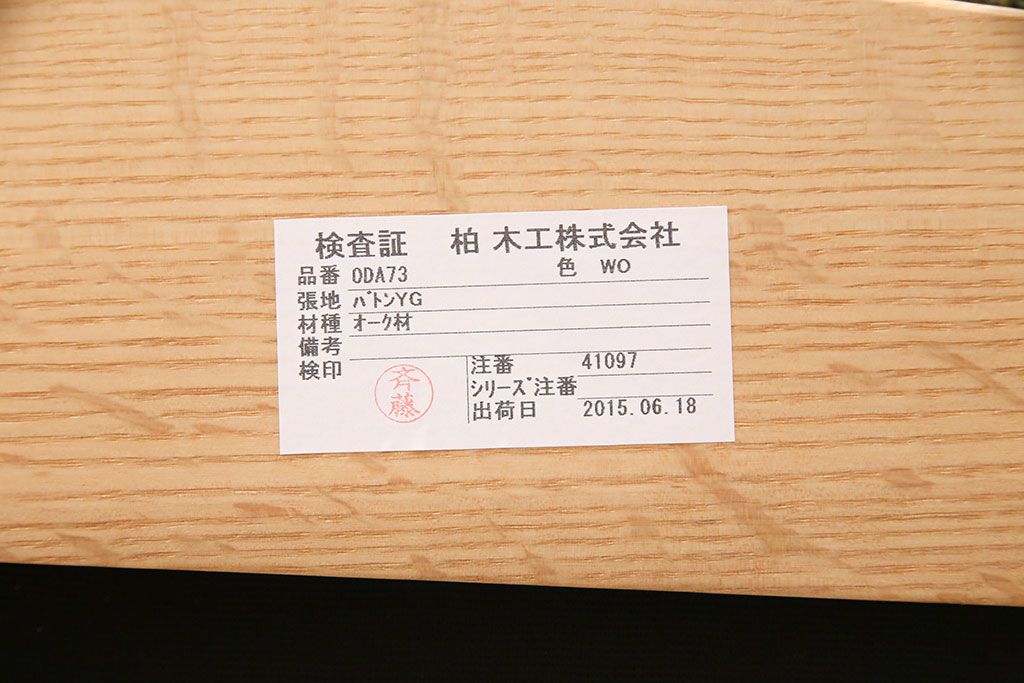 検査証 柏木工株式会社
品番 ODA73 色 WO
張地 ﾊﾞﾄﾝYG
材種 ｵｰｸ材
備考
検印 斉藤
注番 41097
ｼﾘｰｽﾞ注番
出荷日 2015.06.18